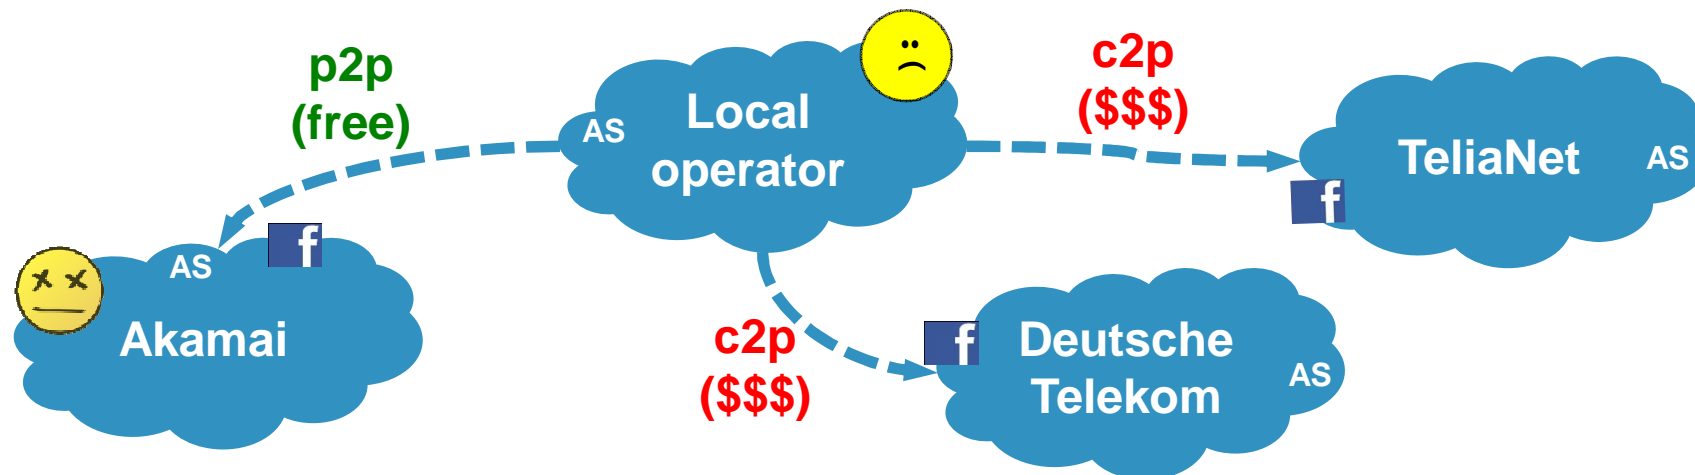 p2p
(free)
AS
Local
operator
c2p
($$$)
TeliaNet
AS
f
AS
f
Akamai
c2p
($$$)
f
Deutsche
Telekom
AS